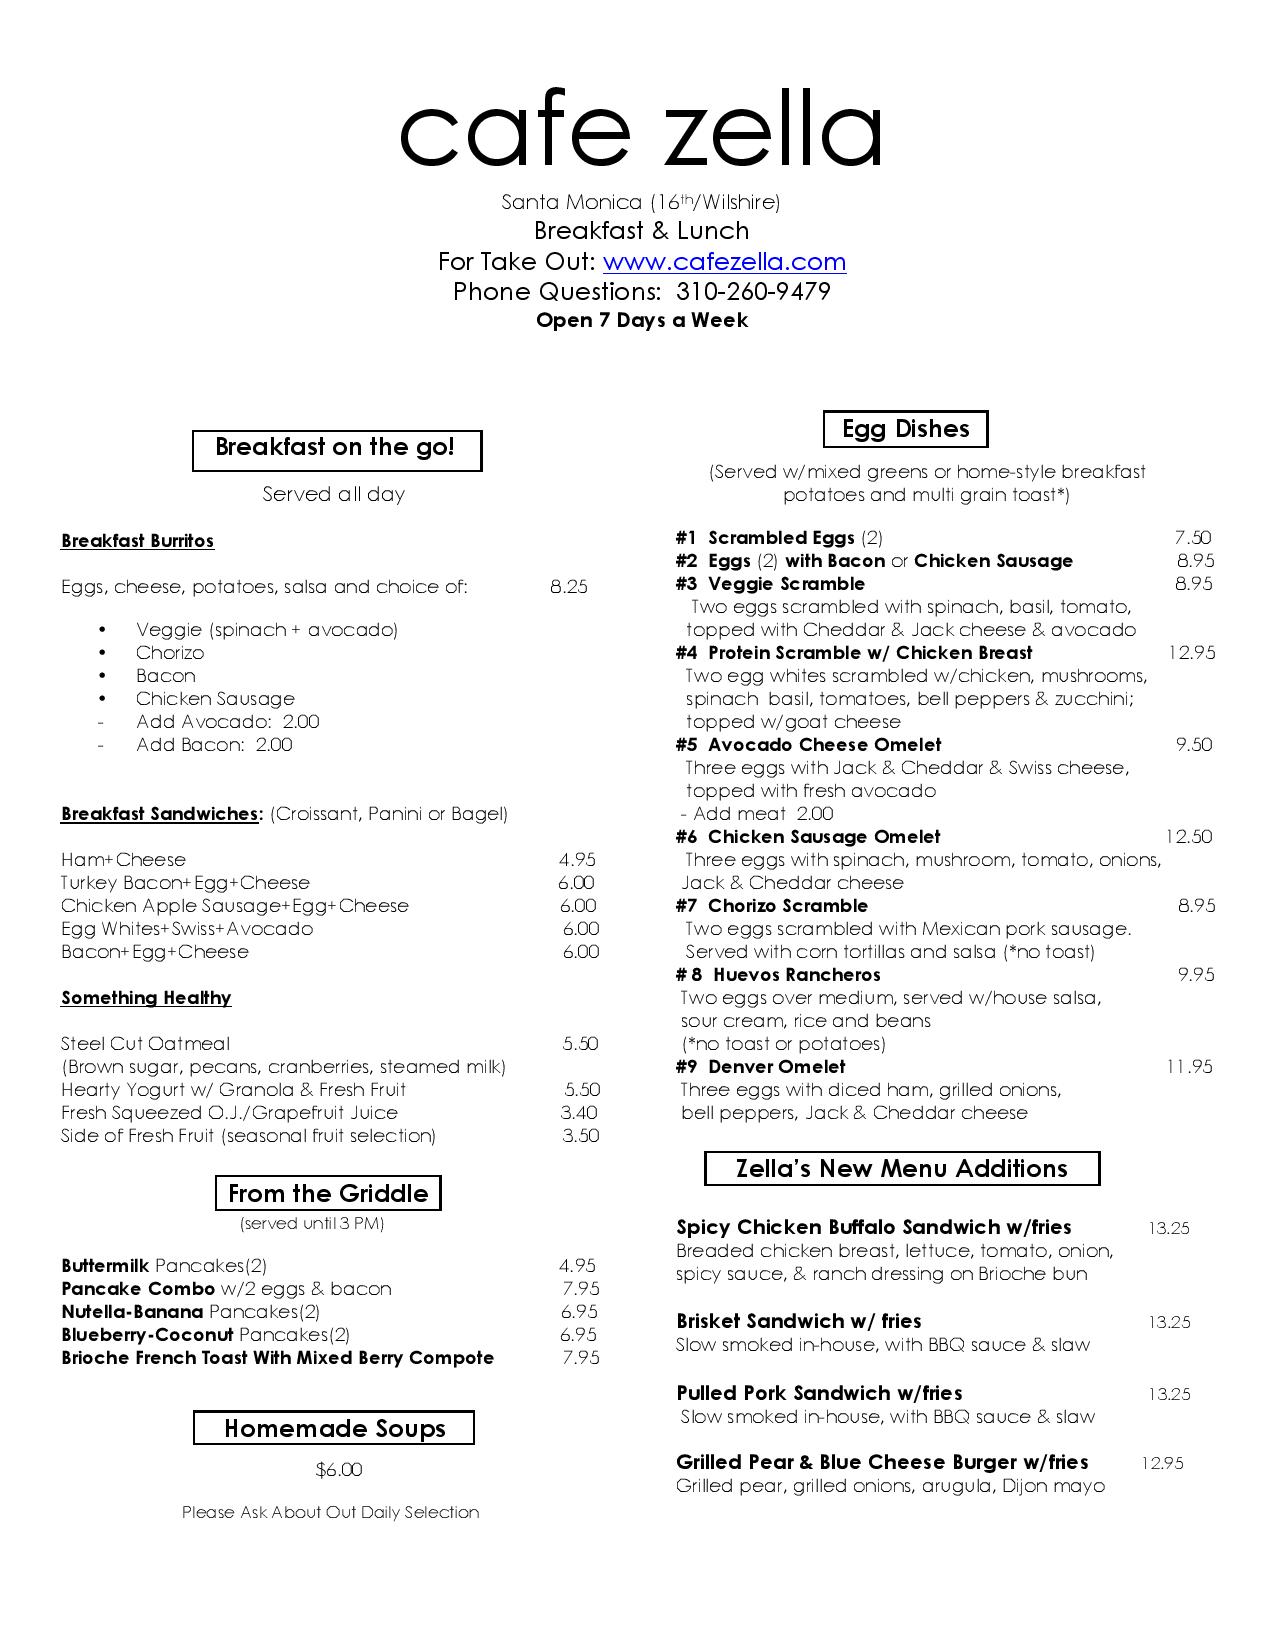 cafe zella
Santa Monica (16th/Wilshire)
Breakfast & Lunch
For Take Out: www.cafezella.com
Phone Questions: 310-260-9479
Open 7 Days a Week
Breakfast on the go!
Served all day
Breakfast Burritos
Eggs, cheese, potatoes, salsa and choice of: 8.25
• Veggie (spinach + avocado)
• Chorizo
• Bacon
• Chicken Sausage
- Add Avocado: 2.00
- Add Bacon: 2.00
Breakfast Sandwiches: (Croissant, Panini or Bagel)
Ham+Cheese 4.95
Turkey Bacon+Egg+Cheese 6.00
Chicken Apple Sausage+Egg+Cheese 6.00
Egg Whites+Swiss+Avocado 6.00
Bacon+Egg+Cheese 6.00
Something Healthy
Steel Cut Oatmeal 5.50
(Brown sugar, pecans, cranberries, steamed milk)
Hearty Yogurt w/ Granola & Fresh Fruit 5.50
Fresh Squeezed O.J./Grapefruit Juice 3.40
Side of Fresh Fruit (seasonal fruit selection) 3.50
From the Griddle
(served until 3 PM)
Buttermilk Pancakes(2) 4.95
Pancake Combo w/2 eggs & bacon 7.95
Nutella-Banana Pancakes(2) 6.95
Blueberry-Coconut Pancakes(2) 6.95
Brioche French Toast With Mixed Berry Compote 7.95
Homemade Soups
$6.00
Please Ask About Out Daily Selection
Egg Dishes
(Served w/mixed greens or home-style breakfast
potatoes and multi grain toast*)
#1 Scrambled Eggs (2) 7.50
#2 Eggs (2) with Bacon or Chicken Sausage 8.95
#3 Veggie Scramble 8.95
Two eggs scrambled with spinach, basil, tomato,
topped with Cheddar & Jack cheese & avocado
#4 Protein Scramble w/ Chicken Breast 12.95
Two egg whites scrambled w/chicken, mushrooms,
spinach basil, tomatoes, bell peppers & zucchini;
topped w/goat cheese
#5 Avocado Cheese Omelet 9.50
Three eggs with Jack & Cheddar & Swiss cheese,
topped with fresh avocado
- Add meat 2.00
#6 Chicken Sausage Omelet 12.50
Three eggs with spinach, mushroom, tomato, onions,
Jack & Cheddar cheese
#7 Chorizo Scramble 8.95
Two eggs scrambled with Mexican pork sausage.
Served with corn tortillas and salsa (*no toast)
# 8 Huevos Rancheros 9.95
Two eggs over medium, served w/house salsa,
sour cream, rice and beans
(*no toast or potatoes)
#9 Denver Omelet 11.95
Three eggs with diced ham, grilled onions,
bell peppers, Jack & Cheddar cheese
Zella's New Menu Additions
Spicy Chicken Buffalo Sandwich w/fries 13.25
Breaded chicken breast, lettuce, tomato, onion,
spicy sauce, & ranch dressing on Brioche bun
Brisket Sandwich w/ fries 13.25
Slow smoked in-house, with BBQ sauce & slaw
Pulled Pork Sandwich w/fries 13.25
Slow smoked in-house, with BBQ sauce & slaw
Grilled Pear & Blue Cheese Burger w/fries 12.95
Grilled pear, grilled onions, arugula, Dijon mayo